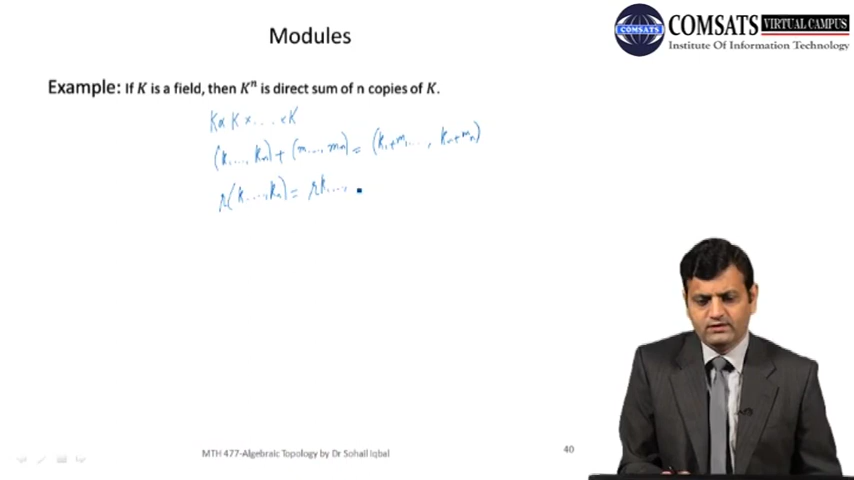 Modules
COMSATS VIRTUAL CAMPUS
Institute Of Information Technology
COMSATS
Example: If K is a field, then Kⁿ is direct sum of n copies of K.
K × K × . . . × K
(k₁ ..., kₙ) + (m₁ ..., mₙ) = (k₁+m₁ ... , kₙ+mₙ)
r(k₁ ..., kₙ) = rk₁ ...,
MTH 477-Algebraic Topology by Dr Sohail Iqbal
40